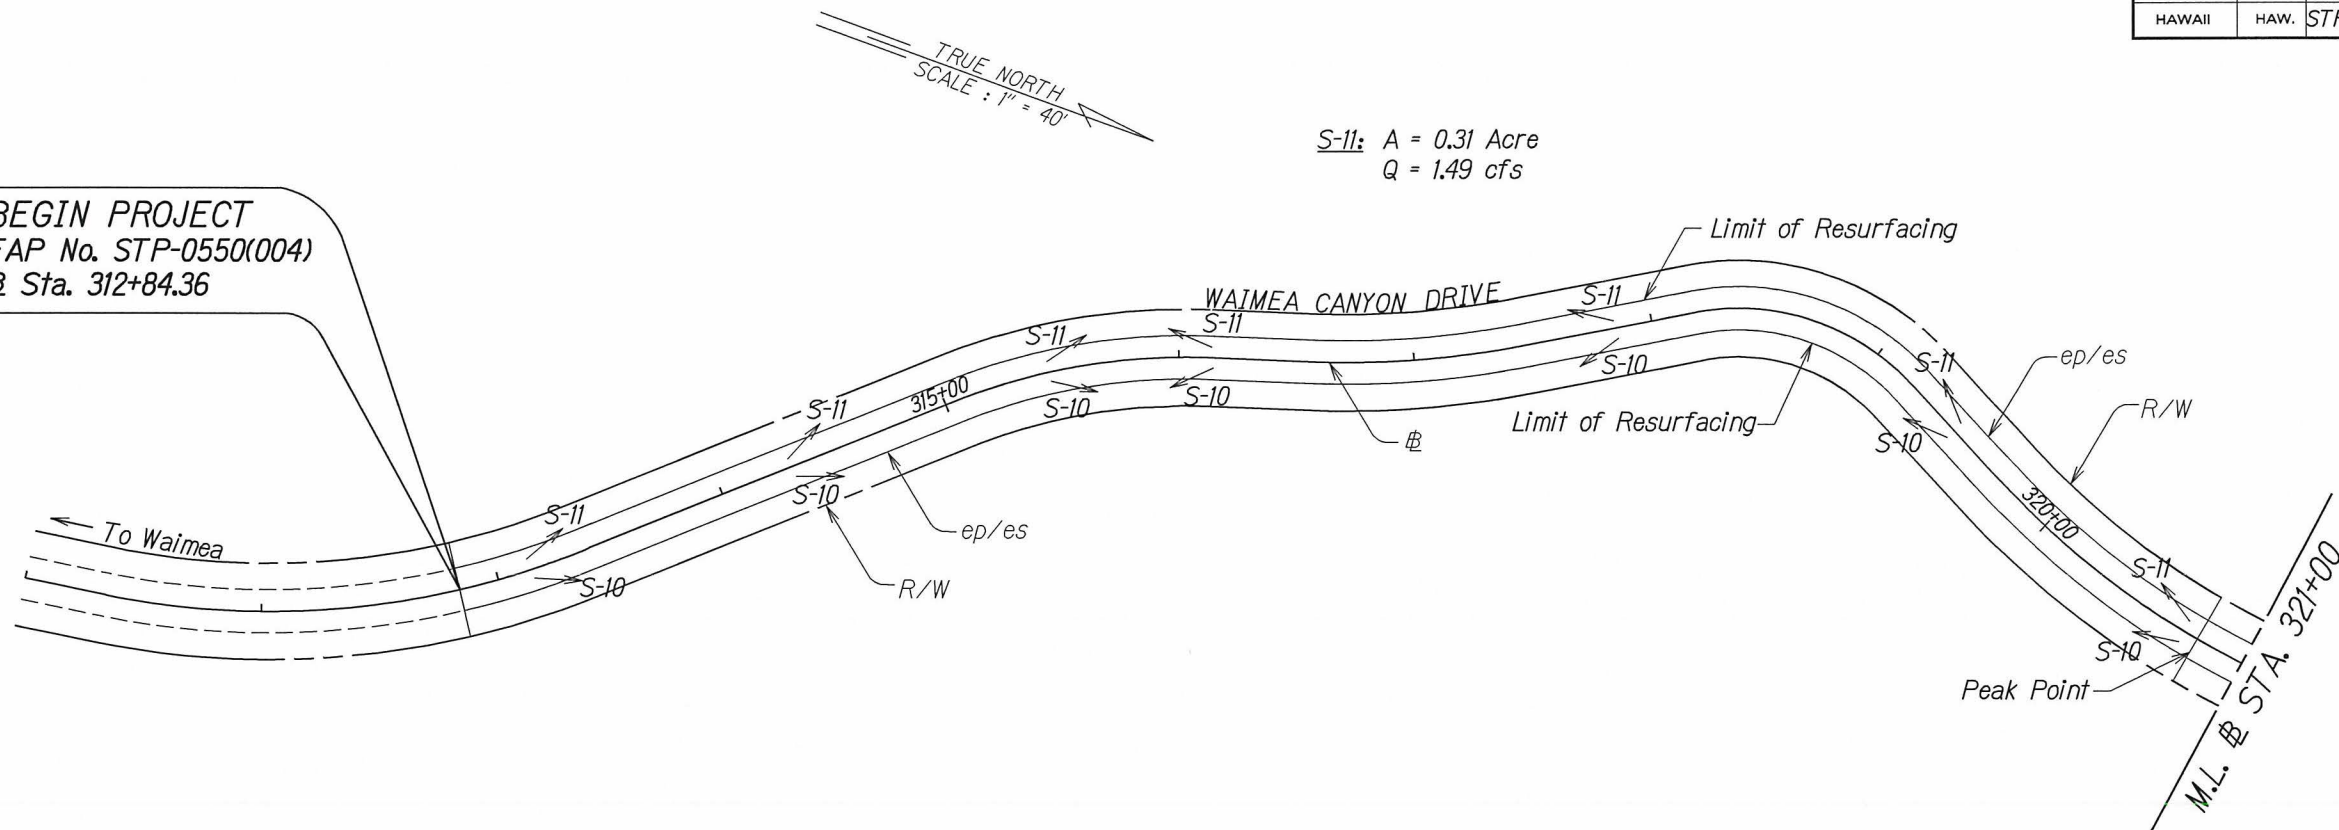 HAWAII HAW.
TRUE NORTH
SCALE : 1" = 40'
S-11: A = 0.31 Acre
Q = 1.49 cfs
BEGIN PROJECT
FAP No. STP-0550(004)
Sta. 312+84.36
Limit of Resurfacing
WAIMEA CANYON DRIVE
S-11
S-11
S-11
S-11
S-11
S-11
S-11
ep/es
R/W
315+00
S-10
S-10
S-10
S-10
S-10
S-10
S-10
Limit of Resurfacing
BL
ep/es
R/W
To Waimea
320+00
Peak Point
M.L. BL STA. 321+00